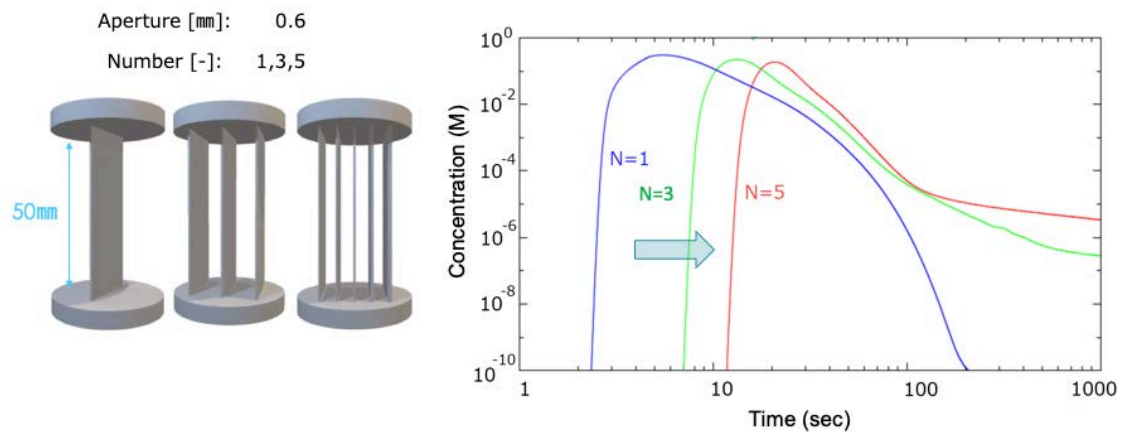 Aperture [mm]: 0.6
Number [-]: 1,3,5
50mm
Concentration (M)
10^0
10^-2
10^-4
10^-6
10^-8
10^-10
N=1
N=3
N=5
1 10 100 1000
Time (sec)